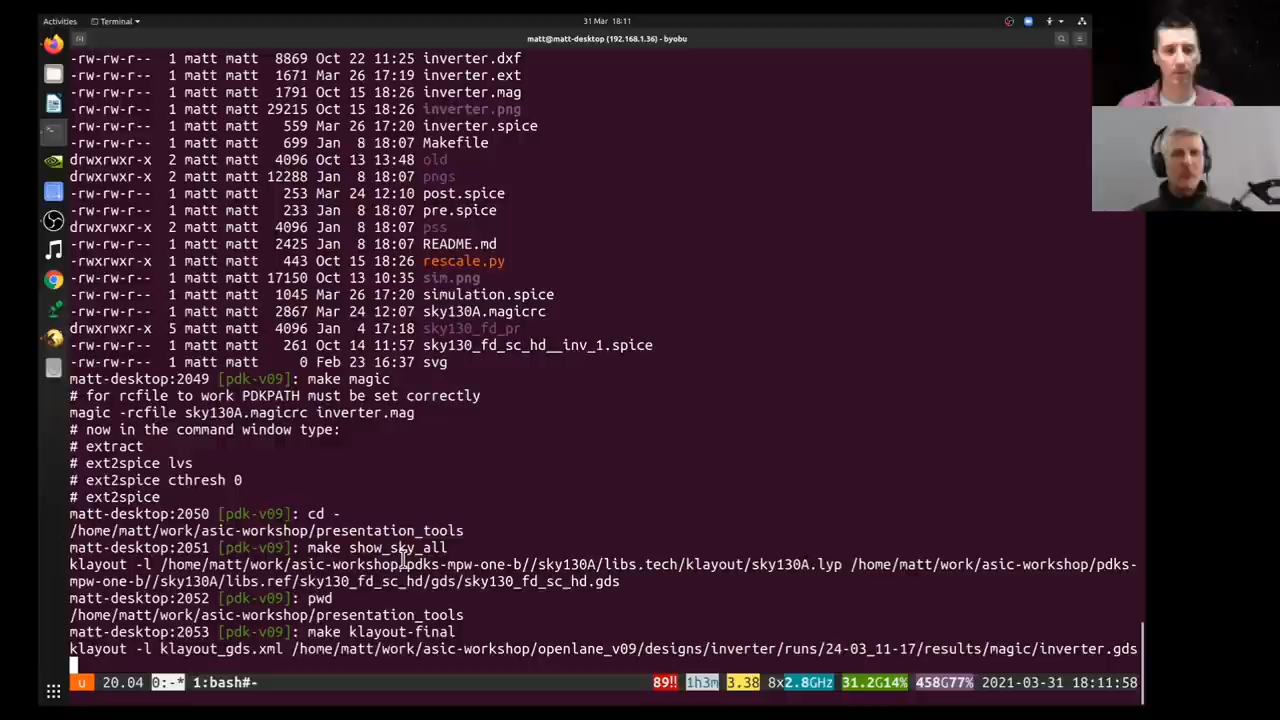 Activities
Terminal
31 Mar 18:11
matt@matt-desktop (192.168.1.36) - byobu
-rw-rw-r-- 1 matt matt 8869 Oct 22 11:25 inverter.dxf
-rw-rw-r-- 1 matt matt 1671 Mar 26 17:19 inverter.ext
-rw-rw-r-- 1 matt matt 1791 Oct 15 18:26 inverter.mag
-rw-rw-r-- 1 matt matt 29215 Oct 15 18:26 inverter.png
-rw-rw-r-- 1 matt matt 559 Mar 26 17:20 inverter.spice
-rw-rw-r-- 1 matt matt 699 Jan 8 18:07 Makefile
drwxrwxr-x 2 matt matt 4096 Oct 13 13:48 old
drwxrwxr-x 2 matt matt 12288 Jan 8 18:07 pngs
-rw-rw-r-- 1 matt matt 253 Mar 24 12:10 post.spice
-rw-rw-r-- 1 matt matt 233 Jan 8 18:07 pre.spice
drwxrwxr-x 2 matt matt 4096 Jan 8 18:07 pss
-rw-rw-r-- 1 matt matt 2425 Jan 8 18:07 README.md
-rw-rw-r-- 1 matt matt 443 Oct 15 18:26 rescale.py
-rw-rw-r-- 1 matt matt 17150 Oct 13 10:35 sim.png
-rw-rw-r-- 1 matt matt 1045 Mar 26 17:20 simulation.spice
-rw-rw-r-- 1 matt matt 2867 Mar 24 12:07 sky130A.magicrc
drwxrwxr-x 5 matt matt 4096 Jan 4 17:18 sky130_fd_pr
-rw-rw-r-- 1 matt matt 261 Oct 14 11:57 sky130_fd_sc_hd__inv_1.spice
-rw-rw-r-- 1 matt matt 0 Feb 23 16:37 svg
matt-desktop:2049 [pdk-v09]: make magic
# for rcfile to work PDKPATH must be set correctly
magic -rcfile sky130A.magicrc inverter.mag
# now in the command window type:
# extract
# ext2spice lvs
# ext2spice cthresh 0
# ext2spice
matt-desktop:2050 [pdk-v09]: cd -
/home/matt/work/asic-workshop/presentation_tools
matt-desktop:2051 [pdk-v09]: make show_sky_all
klayout -l /home/matt/work/asic-workshop/pdks-mpw-one-b//sky130A/libs.tech/klayout/sky130A.lyp /home/matt/work/asic-workshop/pdks-
mpw-one-b//sky130A/libs.ref/sky130_fd_sc_hd/gds/sky130_fd_sc_hd.gds
matt-desktop:2052 [pdk-v09]: pwd
/home/matt/work/asic-workshop/presentation_tools
matt-desktop:2053 [pdk-v09]: make klayout-final
klayout -l klayout_gds.xml /home/matt/work/asic-workshop/openlane_v09/designs/inverter/runs/24-03_11-17/results/magic/inverter.gds
u 20.04 0:-* 1:bash#- 89!! 1h3m 3.38 8x2.8GHz 31.2G14% 458G77% 2021-03-31 18:11:58